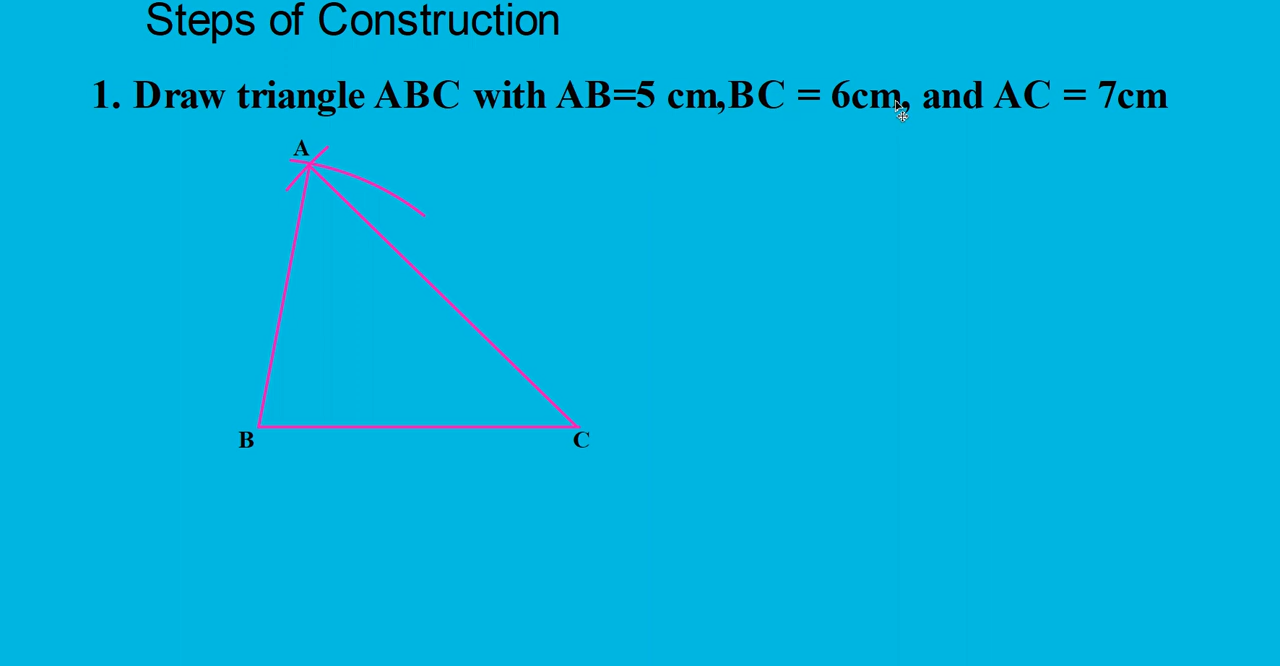 Steps of Construction
1. Draw triangle ABC with AB=5 cm,BC = 6cm, and AC = 7cm
A
B
C